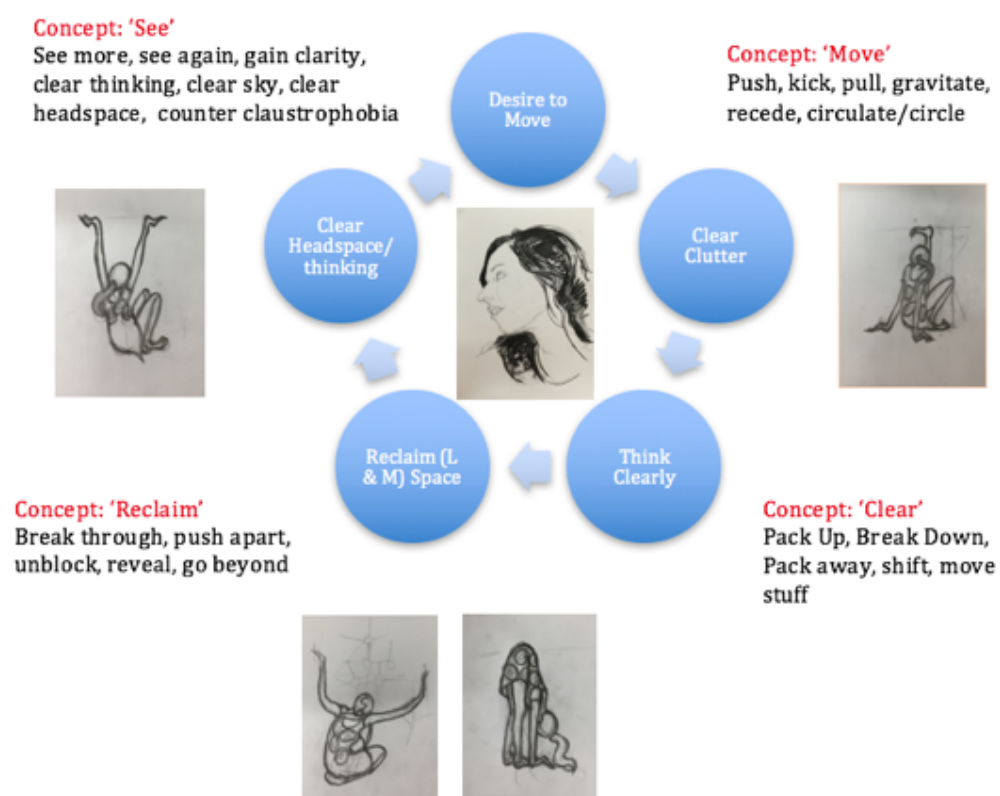 Concept: ‘See’
See more, see again, gain clarity,
clear thinking, clear sky, clear
headspace,  counter claustrophobia
Desire to
Move
Concept: ‘Move’
Push, kick, pull, gravitate,
recede, circulate/circle
Clear
Headspace/
thinking
Clear
Clutter
Reclaim (L
& M) Space
Think
Clearly
Concept: ‘Reclaim’
Break through, push apart,
unblock, reveal, go beyond
Concept: ‘Clear’
Pack Up, Break Down,
Pack away, shift, move
stuff